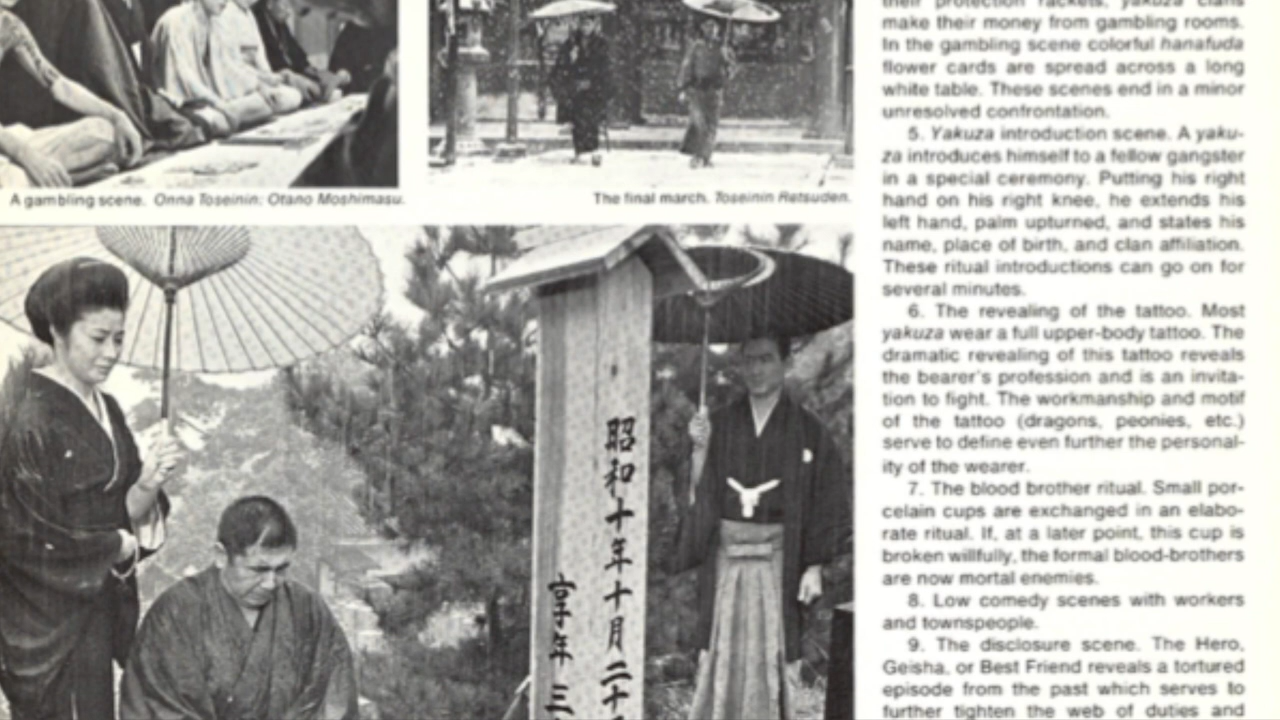 A gambling scene. Onna Toseinin: Otano Moshimasu.
The final march. Toseinin Retsuden.
昭和十年十月二十
享年 三
their protection rackets, yakuza clans
make their money from gambling rooms.
In the gambling scene colorful hanafuda
flower cards are spread across a long
white table. These scenes end in a minor
unresolved confrontation.
5. Yakuza introduction scene. A yaku-
za introduces himself to a fellow gangster
in a special ceremony. Putting his right
hand on his right knee, he extends his
left hand, palm upturned, and states his
name, place of birth, and clan affiliation.
These ritual introductions can go on for
several minutes.
6. The revealing of the tattoo. Most
yakuza wear a full upper-body tattoo. The
dramatic revealing of this tattoo reveals
the bearer's profession and is an invita-
tion to fight. The workmanship and motif
of the tattoo (dragons, peonies, etc.)
serve to define even further the personal-
ity of the wearer.
7. The blood brother ritual. Small por-
celain cups are exchanged in an elabo-
rate ritual. If, at a later point, this cup is
broken willfully, the formal blood-brothers
are now mortal enemies.
8. Low comedy scenes with workers
and townspeople.
9. The disclosure scene. The Hero,
Geisha, or Best Friend reveals a tortured
episode from the past which serves to
further tighten the web of duties and